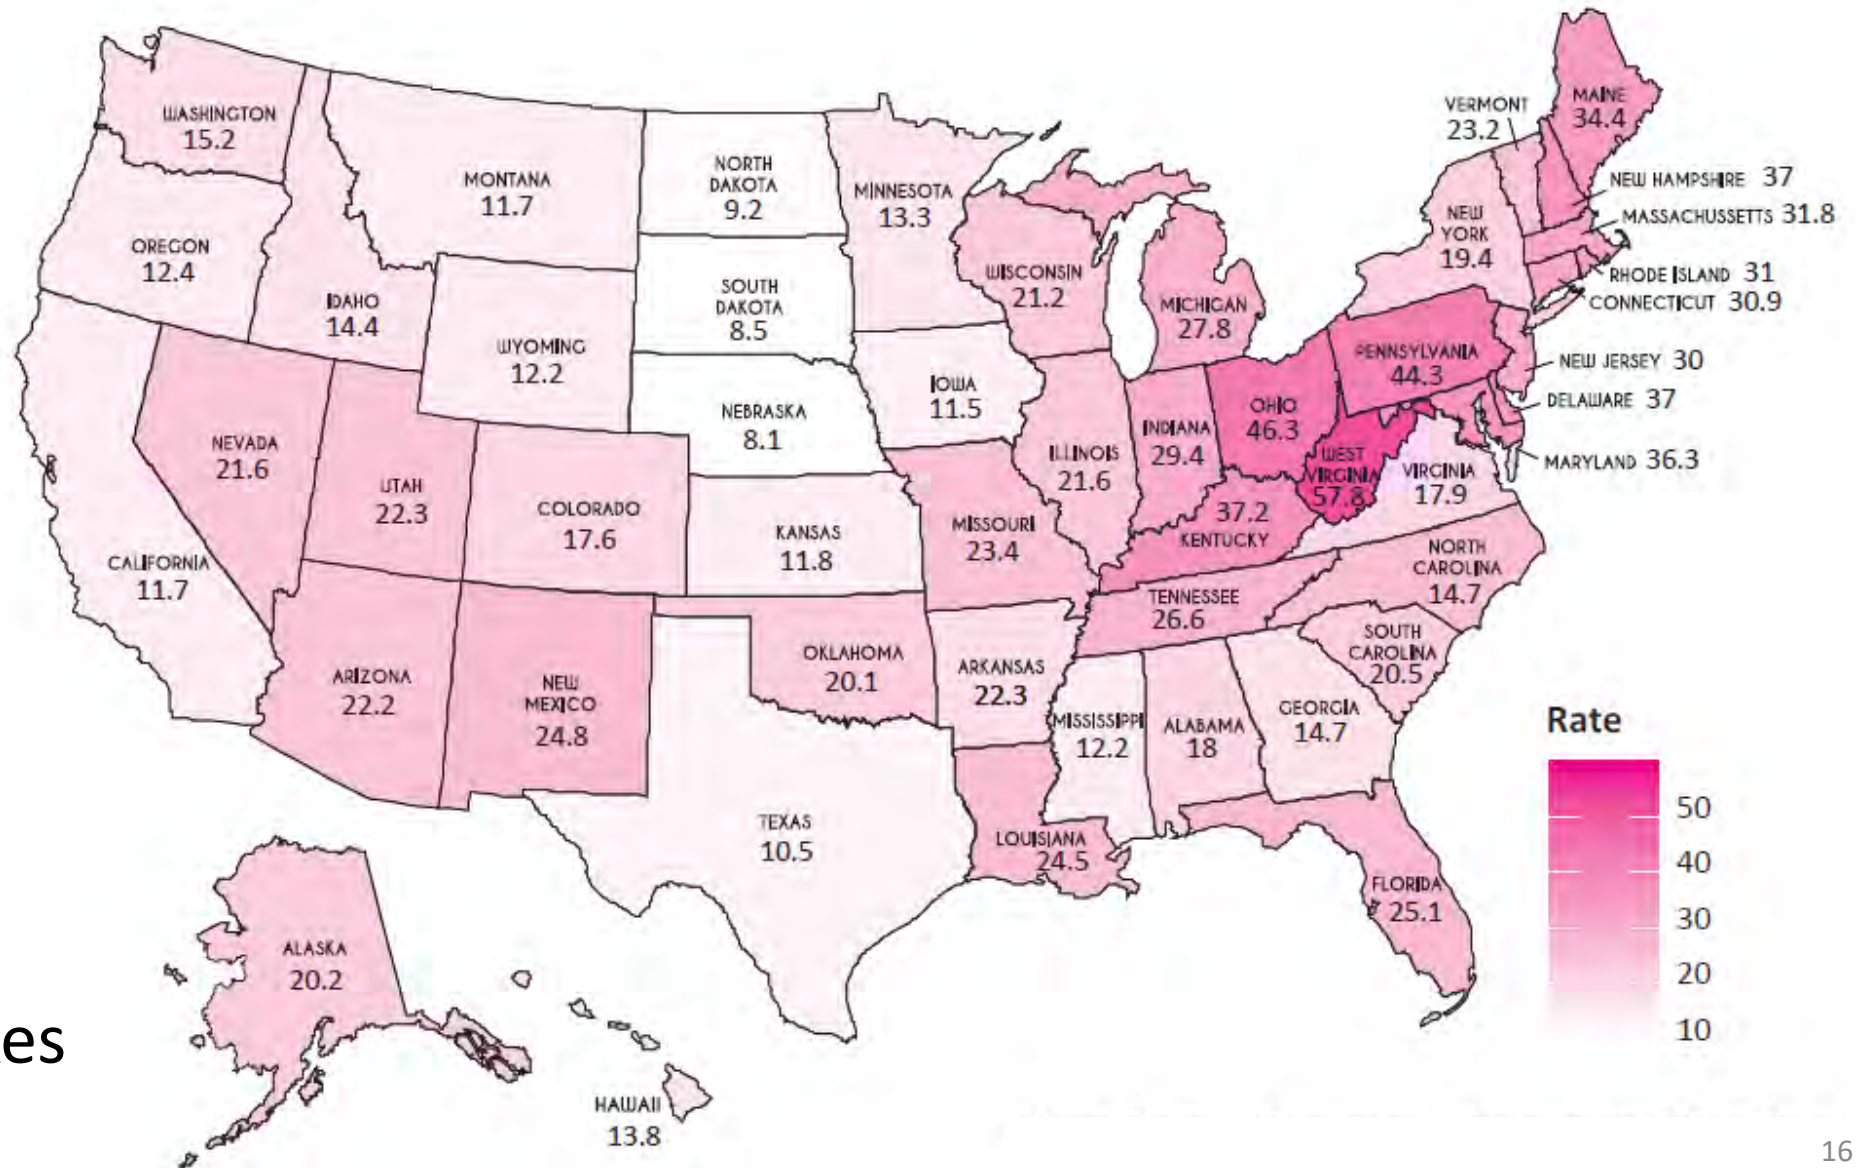 WASHINGTON
15.2
OREGON
12.4
CALIFORNIA
11.7
IDAHO
14.4
NEVADA
21.6
MONTANA
11.7
WYOMING
12.2
UTAH
22.3
COLORADO
17.6
ARIZONA
22.2
NEW
MEXICO
24.8
NORTH
DAKOTA
9.2
SOUTH
DAKOTA
8.5
NEBRASKA
8.1
KANSAS
11.8
OKLAHOMA
20.1
TEXAS
10.5
MINNESOTA
13.3
IOWA
11.5
MISSOURI
23.4
ARKANSAS
22.3
LOUISIANA
24.5
WISCONSIN
21.2
ILLINOIS
21.6
MICHIGAN
27.8
INDIANA
29.4
OHIO
46.3
37.2
KENTUCKY
TENNESSEE
26.6
MISSISSIPPI
12.2
ALABAMA
18
GEORGIA
14.7
FLORIDA
25.1
SOUTH
CAROLINA
20.5
NORTH
CAROLINA
14.7
VIRGINIA
17.9
WEST
VIRGINIA
57.8
PENNSYLVANIA
44.3
NEW
YORK
19.4
VERMONT
23.2
MAINE
34.4
NEW HAMPSHIRE 37
MASSACHUSSETTS 31.8
RHODE ISLAND 31
CONNECTICUT 30.9
NEW JERSEY 30
DELAWARE 37
MARYLAND 36.3
ALASKA
20.2
HAWAII
13.8
Rate
50
40
30
20
10
es
16